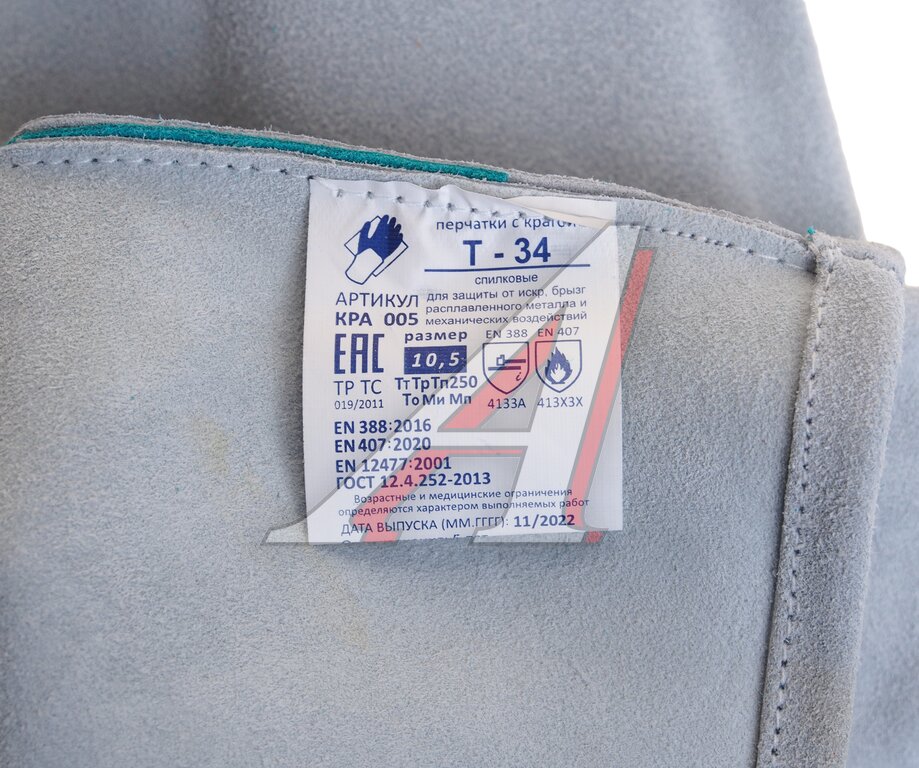 перчатки с крагой
Т - 34
спилковые
для защиты от искр, брызг
расплавленного металла и
механических воздействий
АРТИКУЛ
КРА 005
размер
10,5
EN 388 EN 407
EAC
ТР ТС
019/2011
Тт Тр Тп250
То Ми Мп
4133А 413Х3Х
EN 388:2016
EN 407:2020
EN 12477:2001
ГОСТ 12.4.252-2013
Возрастные и медицинские ограничения
определяются характером выполняемых работ
ДАТА ВЫПУСКА (ММ.ГГГГ): 11/2022